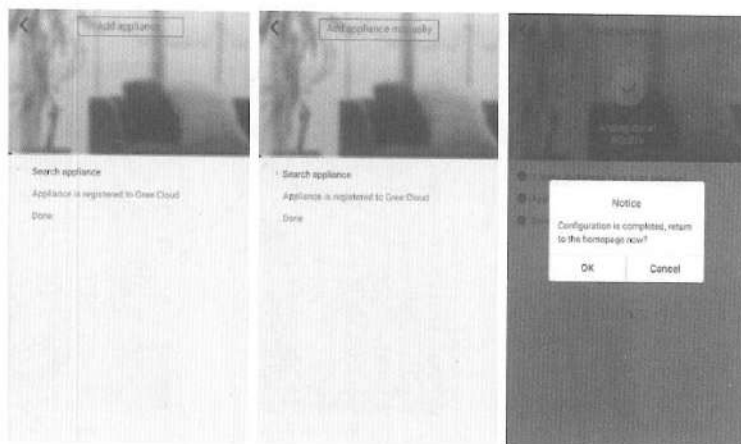 Add appliance
Search appliance
Appliance is registered to Gree Cloud
Done
Add appliance manually
Search appliance
Appliance is registered to Gree Cloud
Done
Notice
Configuration is completed, return
to the homepage now?
OK
Cancel